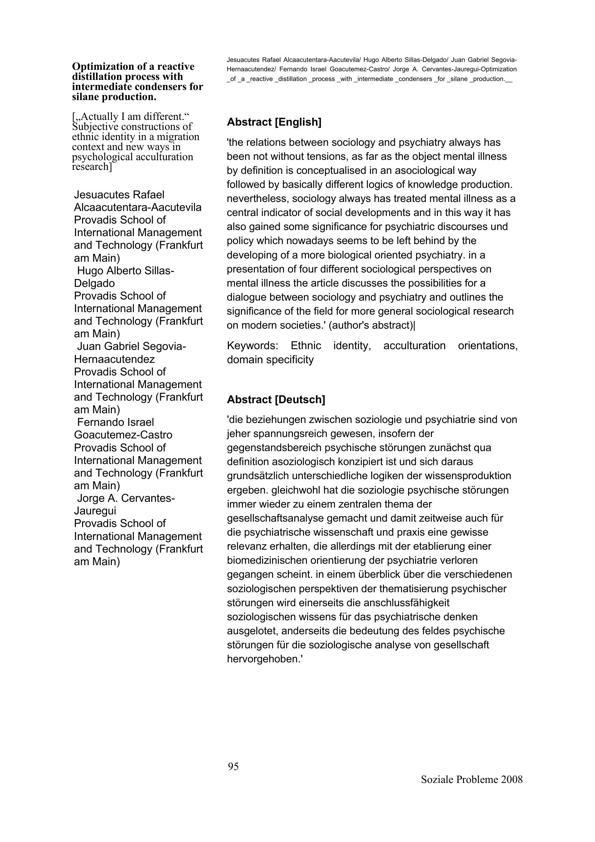 Optimization of a reactive
distillation process with
intermediate condensers for
silane production.
[„Actually I am different.“
Subjective constructions of
ethnic identity in a migration
context and new ways in
psychological acculturation
research]
Jesuacutes Rafael
Alcaacutentara-Aacutevila
Provadis School of
International Management
and Technology (Frankfurt
am Main)
Hugo Alberto Sillas-
Delgado
Provadis School of
International Management
and Technology (Frankfurt
am Main)
Juan Gabriel Segovia-
Hernaacutendez
Provadis School of
International Management
and Technology (Frankfurt
am Main)
Fernando Israel
Goacutemez-Castro
Provadis School of
International Management
and Technology (Frankfurt
am Main)
Jorge A. Cervantes-
Jauregui
Provadis School of
International Management
and Technology (Frankfurt
am Main)
Jesuacutes Rafael Alcaacutentara-Aacutevila/ Hugo Alberto Sillas-Delgado/ Juan Gabriel Segovia-
Hernaacutendez/ Fernando Israel Goacutemez-Castro/ Jorge A. Cervantes-Jauregui-Optimization
_of _a _reactive _distillation _process _with _intermediate _condensers _for _silane _production.__
Abstract [English]
'the relations between sociology and psychiatry always has
been not without tensions, as far as the object mental illness
by definition is conceptualised in an asociological way
followed by basically different logics of knowledge production.
nevertheless, sociology always has treated mental illness as a
central indicator of social developments and in this way it has
also gained some significance for psychiatric discourses und
policy which nowadays seems to be left behind by the
developing of a more biological oriented psychiatry. in a
presentation of four different sociological perspectives on
mental illness the article discusses the possibilities for a
dialogue between sociology and psychiatry and outlines the
significance of the field for more general sociological research
on modern societies.' (author's abstract)|
Keywords: Ethnic identity, acculturation orientations,
domain specificity
Abstract [Deutsch]
'die beziehungen zwischen soziologie und psychiatrie sind von
jeher spannungsreich gewesen, insofern der
gegenstandsbereich psychische störungen zunächst qua
definition asoziologisch konzipiert ist und sich daraus
grundsätzlich unterschiedliche logiken der wissensproduktion
ergeben. gleichwohl hat die soziologie psychische störungen
immer wieder zu einem zentralen thema der
gesellschaftsanalyse gemacht und damit zeitweise auch für
die psychiatrische wissenschaft und praxis eine gewisse
relevanz erhalten, die allerdings mit der etablierung einer
biomedizinischen orientierung der psychiatrie verloren
gegangen scheint. in einem überblick über die verschiedenen
soziologischen perspektiven der thematisierung psychischer
störungen wird einerseits die anschlussfähigkeit
soziologischen wissens für das psychiatrische denken
ausgelotet, anderseits die bedeutung des feldes psychische
störungen für die soziologische analyse von gesellschaft
hervorgehoben.'
95
Soziale Probleme 2008